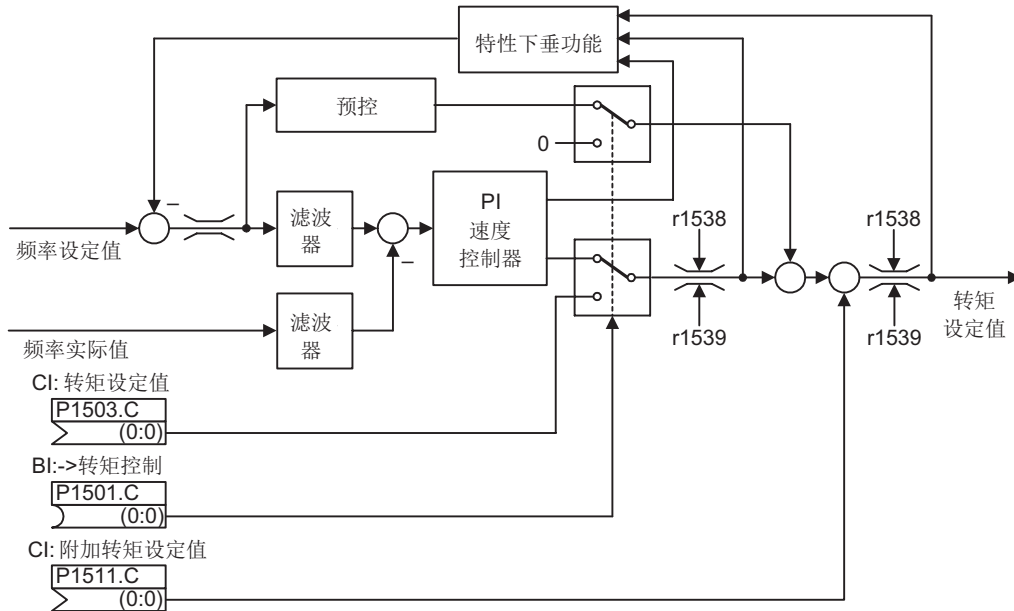 特性下垂功能
预控
0
–
频率设定值
滤波
器
–
PI
速度
控制器
r1538
r1538
r1539
r1539
转矩
设定值
频率实际值
滤波
器
CI: 转矩设定值
P1503.C
(0:0)
BI:->转矩控制
P1501.C
(0:0)
CI: 附加转矩设定值
P1511.C
(0:0)